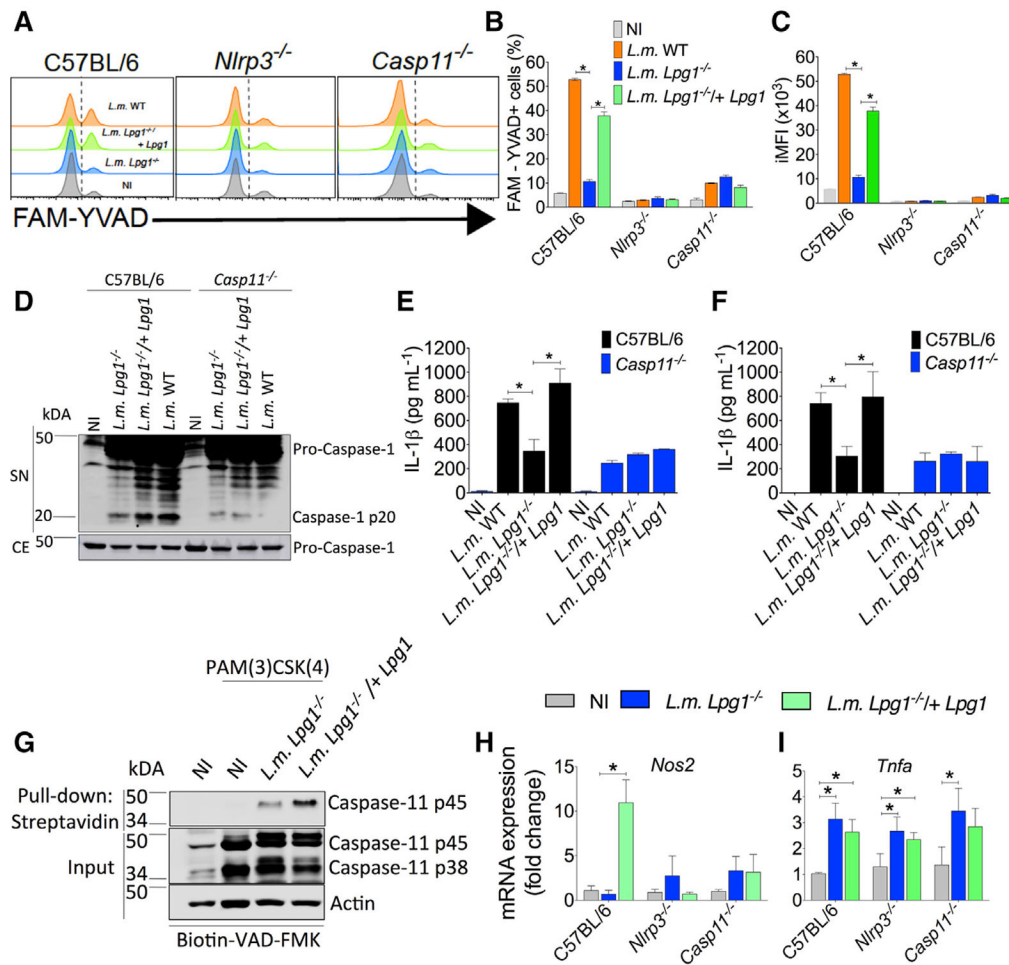 A
C57BL/6
Nlrp3-/-
Casp11-/-
L.m. WT
L.m. Lpg1-/-/
+ Lpg1
L.m. Lpg1-/-
NI
FAM-YVAD
B
FAM - YVAD+ cells (%)
60
50
40
30
20
10
0
*
*
NI
L.m. WT
L.m. Lpg1-/-
L.m. Lpg1-/-/+ Lpg1
C57BL/6
Nlrp3-/-
Casp11-/-
C
iMFI (x10³)
60
50
40
30
20
10
0
*
*
C57BL/6
Nlrp3-/-
Casp11-/-
D
C57BL/6
Casp11-/-
NI
L.m. Lpg1-/-
L.m. Lpg1-/-/+ Lpg1
L.m. WT
NI
L.m. Lpg1-/-
L.m. Lpg1-/-/+ Lpg1
L.m. WT
kDA
50
SN
20
CE
50
Pro-Caspase-1
Caspase-1 p20
Pro-Caspase-1
E
C57BL/6
Casp11-/-
IL-1β (pg mL-1)
1200
1000
800
600
400
200
0
*
*
NI
L.m. WT
L.m. Lpg1-/-
L.m. Lpg1-/-/+ Lpg1
NI
L.m. WT
L.m. Lpg1-/-
L.m. Lpg1-/-/+ Lpg1
F
C57BL/6
Casp11-/-
IL-1β (pg mL-1)
1200
1000
800
600
400
200
0
*
*
NI
L.m. WT
L.m. Lpg1-/-
L.m. Lpg1-/-/+ Lpg1
NI
L.m. WT
L.m. Lpg1-/-
L.m. Lpg1-/-/+ Lpg1
G
PAM(3)CSK(4)
kDA
NI
NI
L.m. Lpg1-/-
L.m. Lpg1-/- /+ Lpg1
Pull-down:
Streptavidin
50
34
Caspase-11 p45
Input
50
34
Caspase-11 p45
Caspase-11 p38
50
Actin
Biotin-VAD-FMK
NI
L.m. Lpg1-/-
L.m. Lpg1-/-/+ Lpg1
H
Nos2
mRNA expression
(fold change)
15
10
5
0
*
C57BL/6
Nlrp3-/-
Casp11-/-
I
Tnfa
5
4
3
2
1
0
*
*
*
*
*
C57BL/6
Nlrp3-/-
Casp11-/-